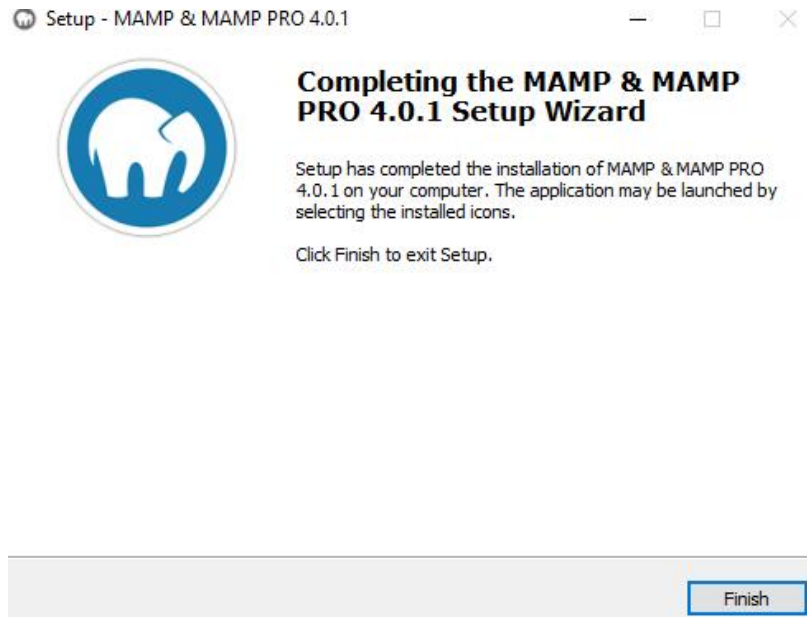 Setup - MAMP & MAMP PRO 4.0.1
Completing the MAMP & MAMP
PRO 4.0.1 Setup Wizard
Setup has completed the installation of MAMP & MAMP PRO
4.0.1 on your computer. The application may be launched by
selecting the installed icons.
Click Finish to exit Setup.
Finish